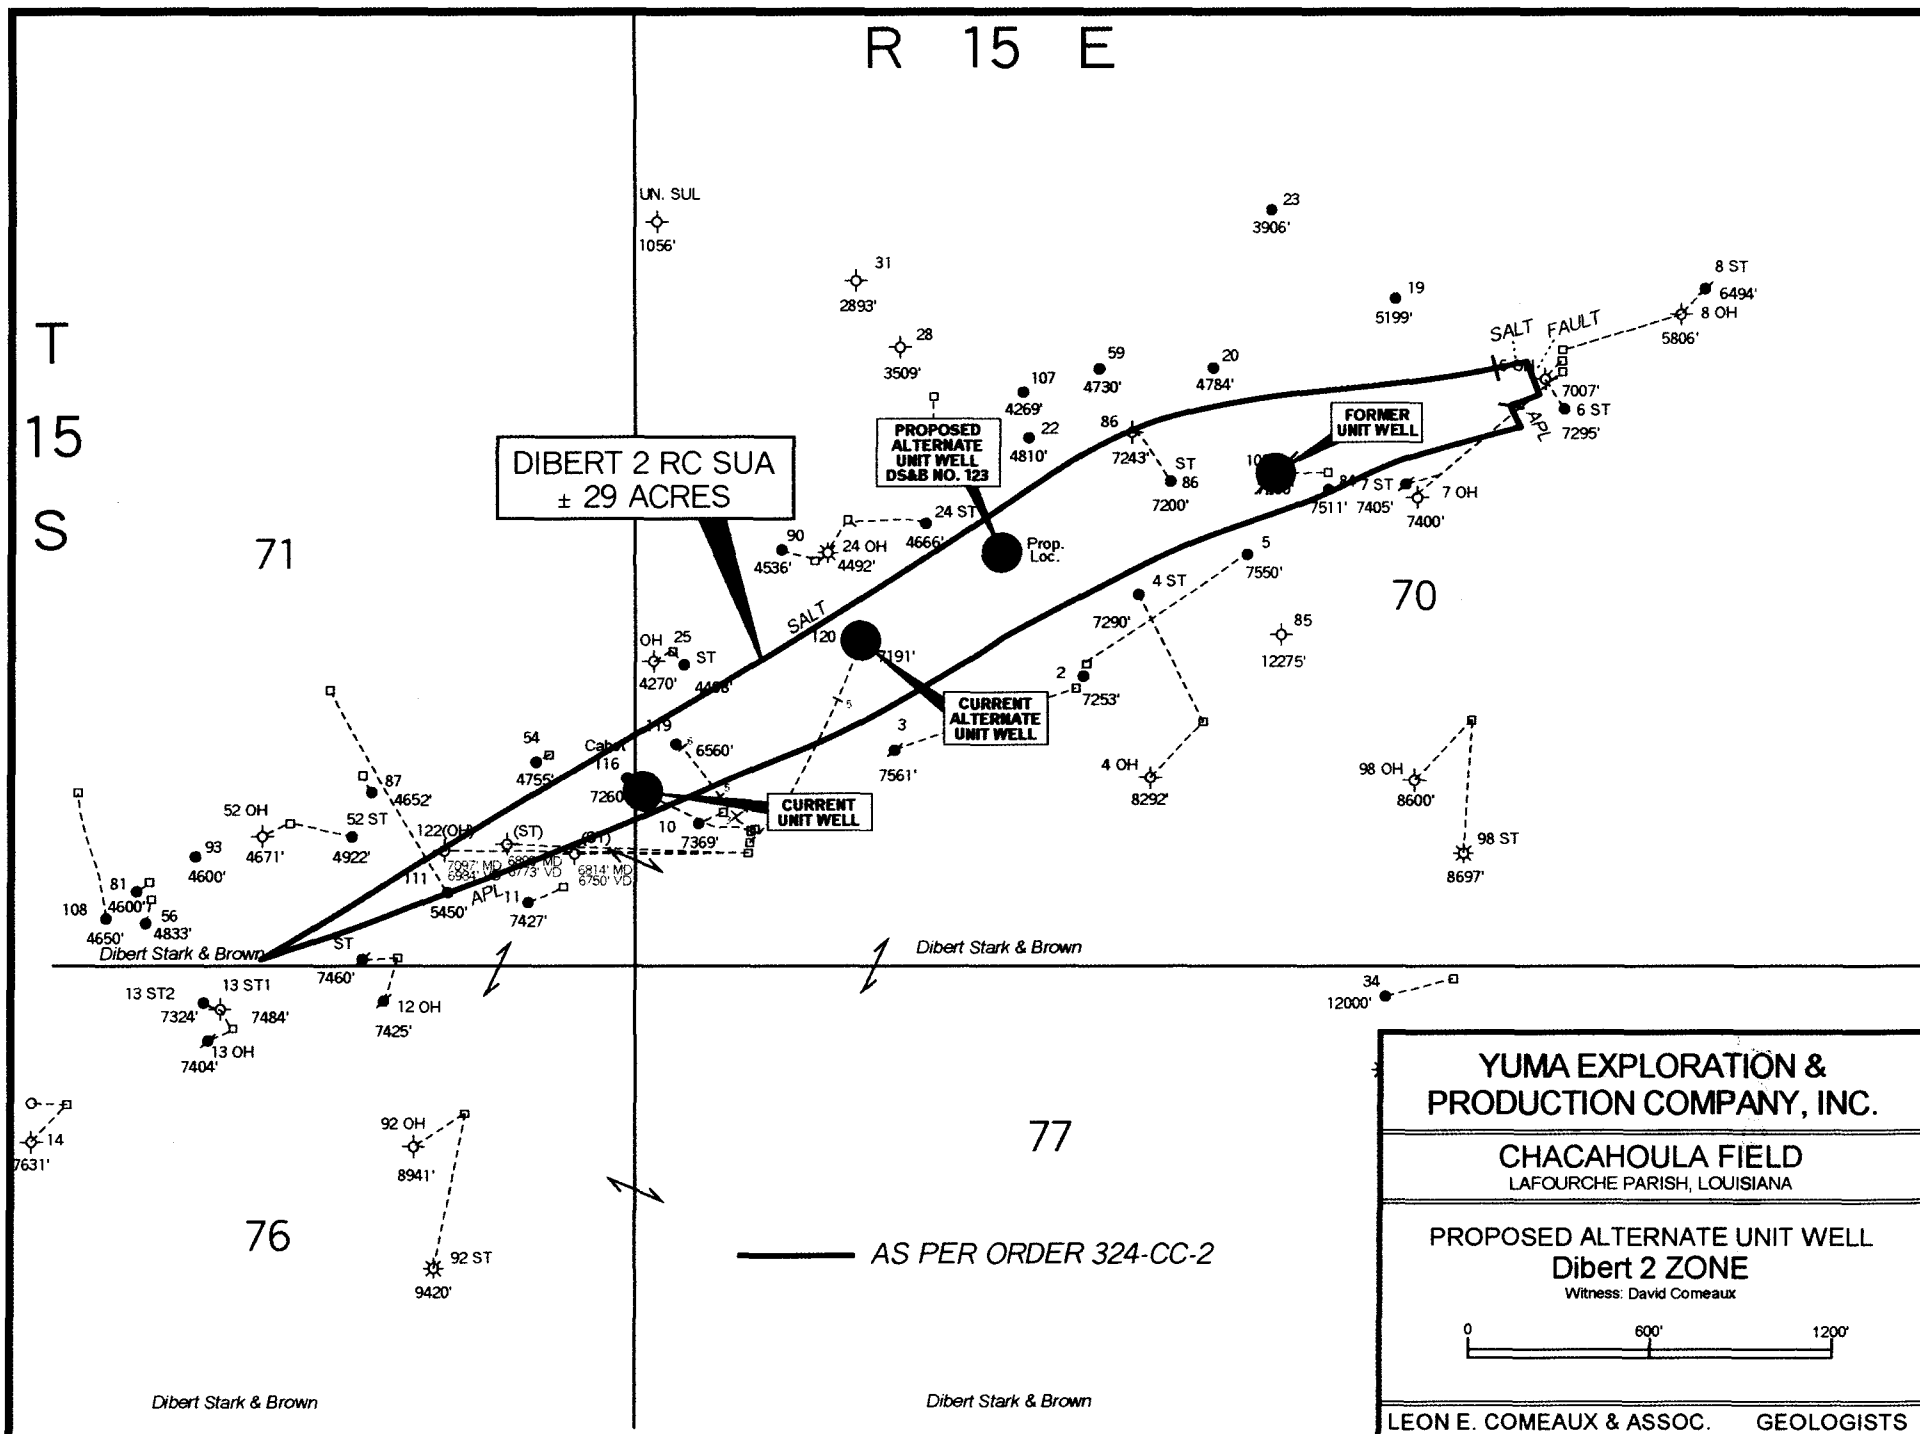 R 15 E
T
15
S
UN. SUL
1056'
31
2893'
28
3509'
23
3906'
19
5199'
8 ST
6494'
8 OH
5806'
SALT
FAULT
7007'
6 ST
7295'
APL
59
4730'
20
4784'
107
4269'
22
4810'
86
7243'
ST
86
7200'
FORMER
UNIT WELL
84
7511'
7 ST
7405'
7 OH
7400'
PROPOSED
ALTERNATE
UNIT WELL
DS&B NO. 123
DIBERT 2 RC SUA
± 29 ACRES
71
90
4536'
24 OH
4492'
24 ST
4666'
Prop.
Loc.
5
7550'
4 ST
7290'
70
85
12275'
SALT
120
7191'
OH
25
ST
4270'
4498'
2
7253'
CURRENT
ALTERNATE
UNIT WELL
3
7561'
119
6560'
Cabot
116
7260'
CURRENT
UNIT WELL
10
7369'
54
4755'
87
4652'
52 OH
4671'
52 ST
4922'
122(OH)
7097' MD
6984' VD
(ST)
6773' VD
(ST)
6814' MD
6750' VD
93
4600'
81
4600'
56
4833'
108
4650'
111
5450'
APL
11
7427'
4 OH
8292'
98 OH
8600'
98 ST
8697'
Dibert Stark & Brown
Dibert Stark & Brown
ST
7460'
12 OH
7425'
13 ST2
7324'
13 ST1
7484'
13 OH
7404'
14
7631'
34
12000'
92 OH
8941'
92 ST
9420'
76
77
AS PER ORDER 324-CC-2
Dibert Stark & Brown
Dibert Stark & Brown
YUMA EXPLORATION &
PRODUCTION COMPANY, INC.
CHACAHOULA FIELD
LAFOURCHE PARISH, LOUISIANA
PROPOSED ALTERNATE UNIT WELL
Dibert 2 ZONE
Witness: David Comeaux
0 600' 1200'
LEON E. COMEAUX & ASSOC. GEOLOGISTS